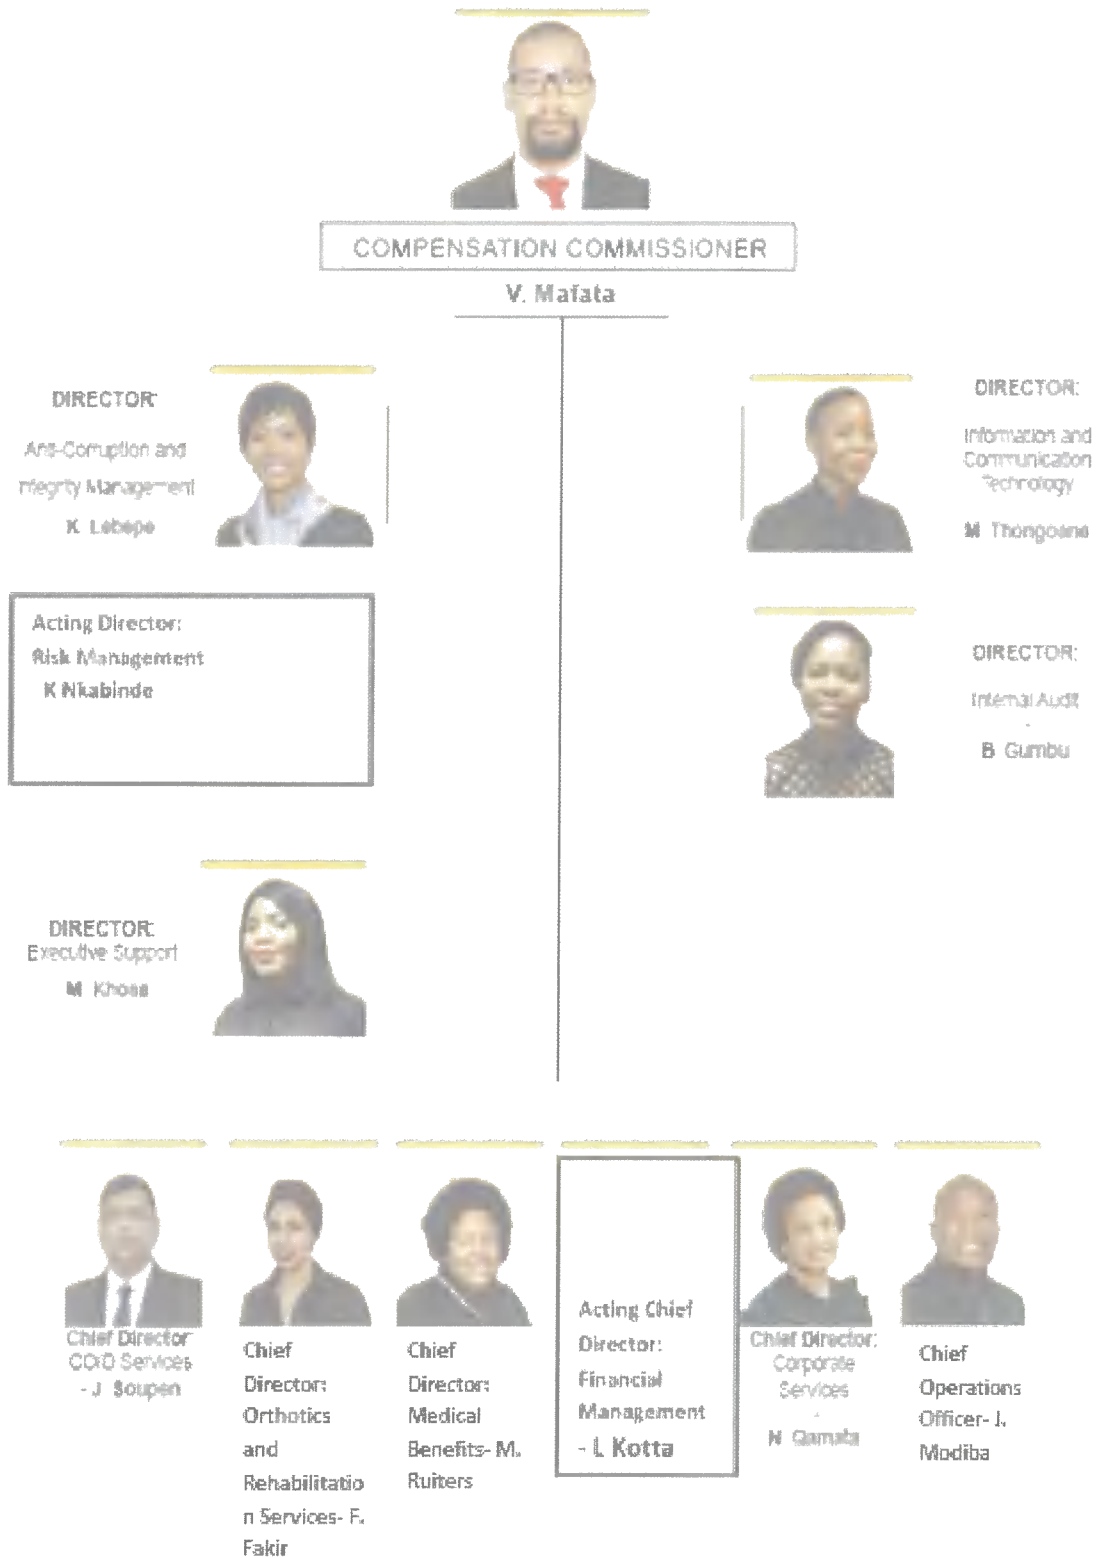 COMPENSATION COMMISSIONER
V. Mafata
DIRECTOR:
Anti-Corruption and
ntegrity Management
K Lebepe
DIRECTOR:
Information and
Communication
Technology
M Thongoane
Acting Director:
Risk Management
K Nkabinde
DIRECTOR:
Internal Audit
-
B Gumbu
DIRECTOR:
Executive Support
M Khosa
Chief Director
COID Services
- J Soupen
Chief
Director:
Orthotics
and
Rehabilitatio
n Services- F.
Fakir
Chief
Director:
Medical
Benefits- M.
Ruiters
Acting Chief
Director:
Financial
Management
- L Kotta
Chief Director:
Corporate
Services
-
N Qamata
Chief
Operations
Officer- J.
Modiba